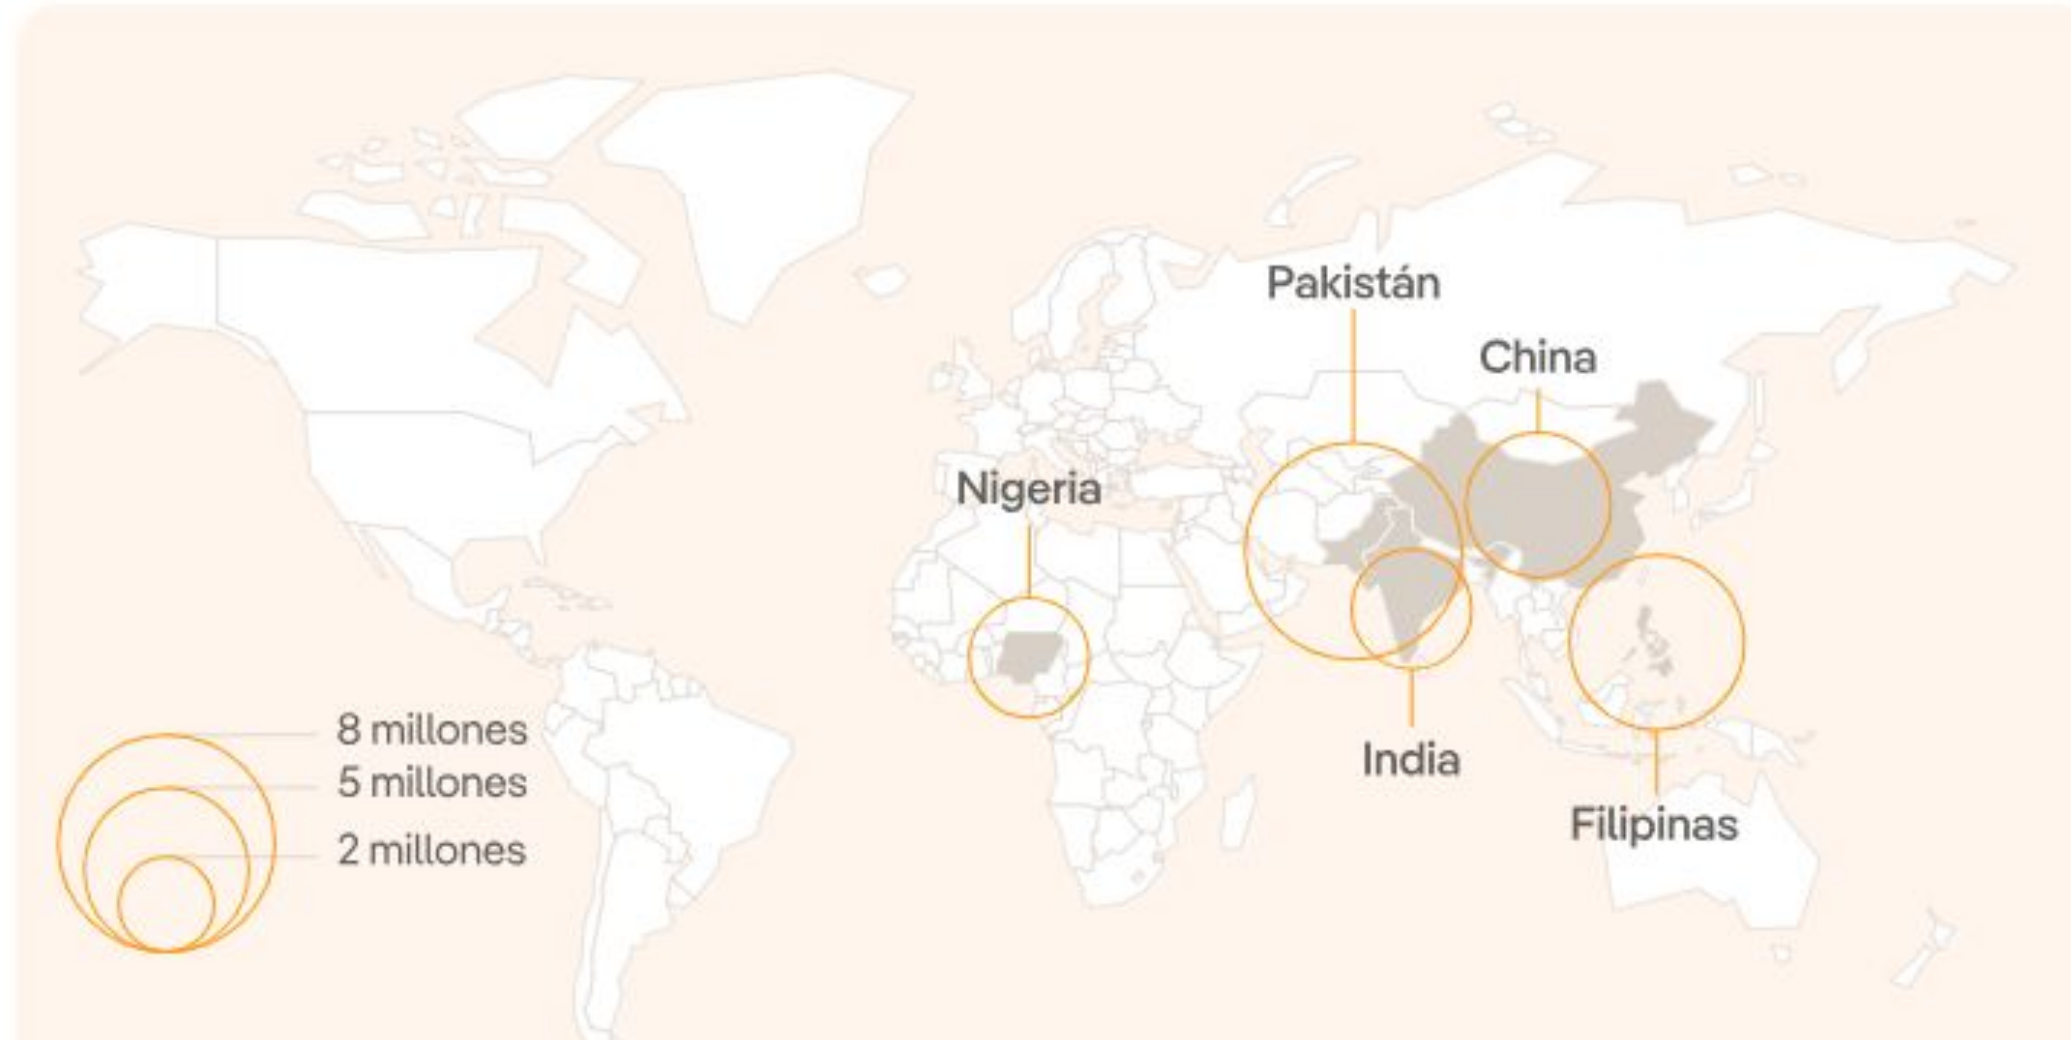 Pakistán
China
Nigeria
8 millones
5 millones
2 millones
India
Filipinas